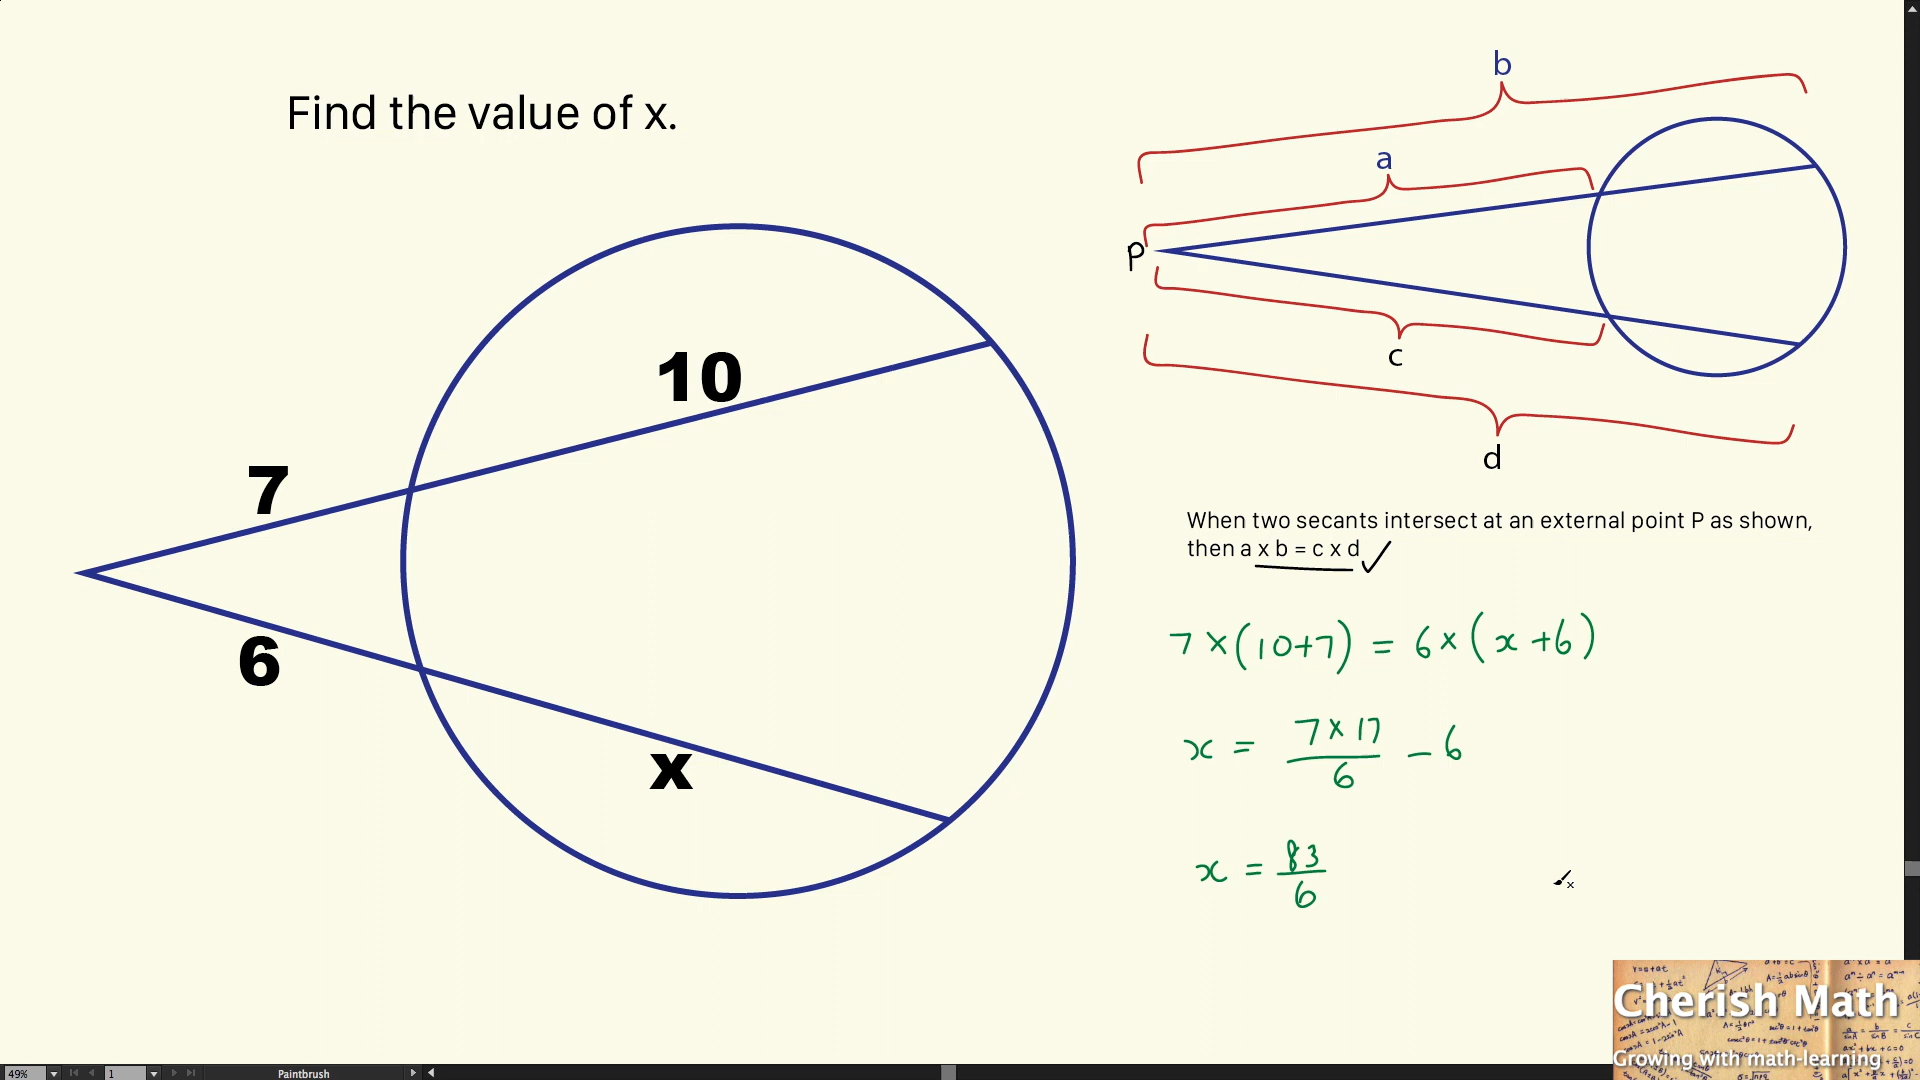 Find the value of x.
10
7
6
x
b
a
P
c
d
When two secants intersect at an external point P as shown,
then a x b = c x d ✓
7 × (10+7) = 6 × (x + 6)
x = 7 × 17 / 6 − 6
x = 83 / 6
Cherish Math
Growing with math-learning
49%
1
Paintbrush